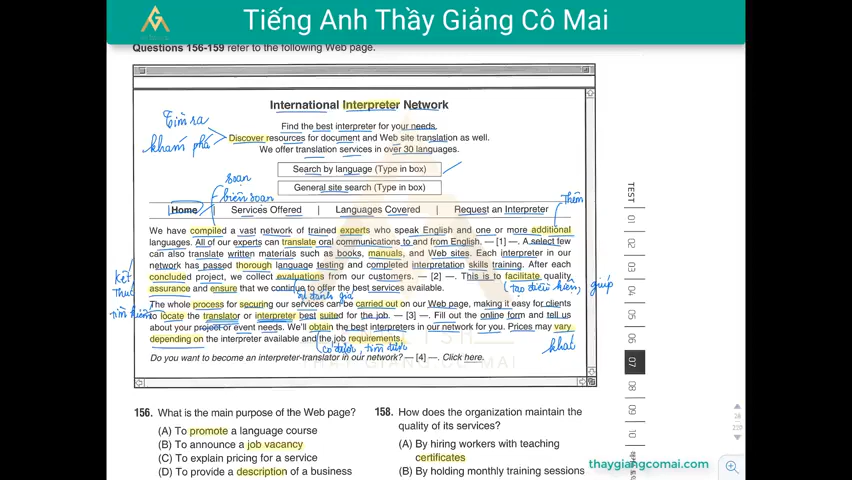 Tiếng Anh Thầy Giảng Cô Mai
Questions 156-159 refer to the following Web page.
International Interpreter Network
Find the best interpreter for your needs.
Discover resources for document and Web site translation as well.
We offer translation services in over 30 languages.
Search by language (Type in box)
General site search (Type in box)
Home | Services Offered | Languages Covered | Request an Interpreter
We have compiled a vast network of trained experts who speak English and one or more additional
languages. All of our experts can translate oral communications to and from English. — [1] —. A select few
can also translate written materials such as books, manuals, and Web sites. Each interpreter in our
network has passed thorough language testing and completed interpretation skills training. After each
concluded project, we collect evaluations from our customers. — [2] —. This is to facilitate quality
assurance and ensure that we continue to offer the best services available.
The whole process for securing our services can be carried out on our Web page, making it easy for clients
to locate the translator or interpreter best suited for the job. — [3] —. Fill out the online form and tell us
about your project or event needs. We'll obtain the best interpreters in our network for you. Prices may vary
depending on the interpreter available and the job requirements.
Do you want to become an interpreter-translator in our network? — [4] —. Click here.
Tìm ra
khám phá
soạn
biên soạn
Thêm
kết
thúc
sự đánh giá
tạo điều kiện, giúp
tìm kiếm
có được, tìm được
khác
156. What is the main purpose of the Web page?
(A) To promote a language course
(B) To announce a job vacancy
(C) To explain pricing for a service
(D) To provide a description of a business
158. How does the organization maintain the
quality of its services?
(A) By hiring workers with teaching
certificates
(B) By holding monthly training sessions
TEST
01
02
03
04
05
06
07
08
09
10
thaygiangcomai.com